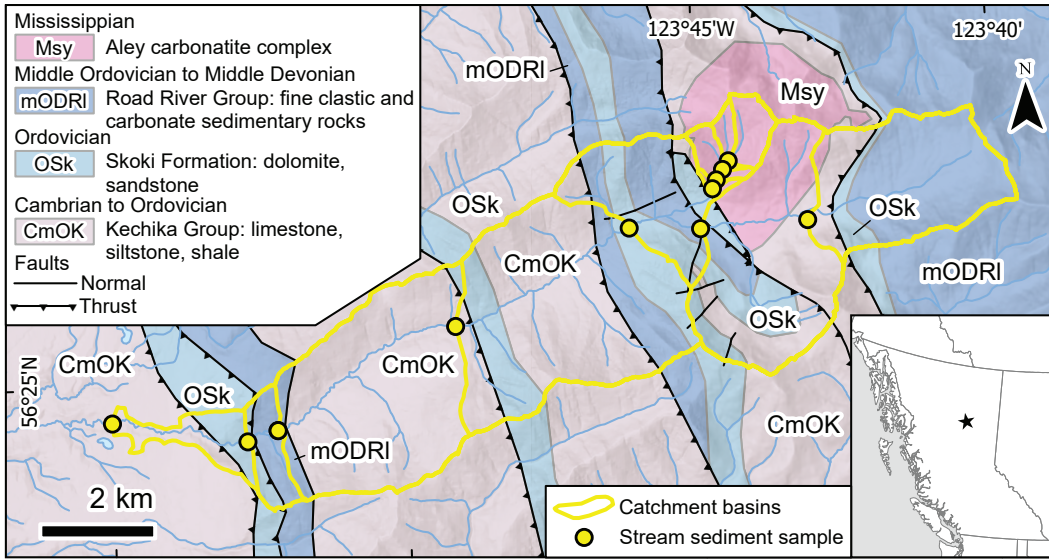 Mississippian
Msy Aley carbonatite complex
Middle Ordovician to Middle Devonian
mODRl Road River Group: fine clastic and
carbonate sedimentary rocks
Ordovician
OSk Skoki Formation: dolomite,
sandstone
Cambrian to Ordovician
CmOK Kechika Group: limestone,
siltstone, shale
Faults
Normal
Thrust
123°45'W
123°40'
N
mODRl
Msy
OSk
OSk
CmOK
mODRl
OSk
CmOK
CmOK
56°25'N
OSk
CmOK
mODRl
2 km
Catchment basins
Stream sediment sample